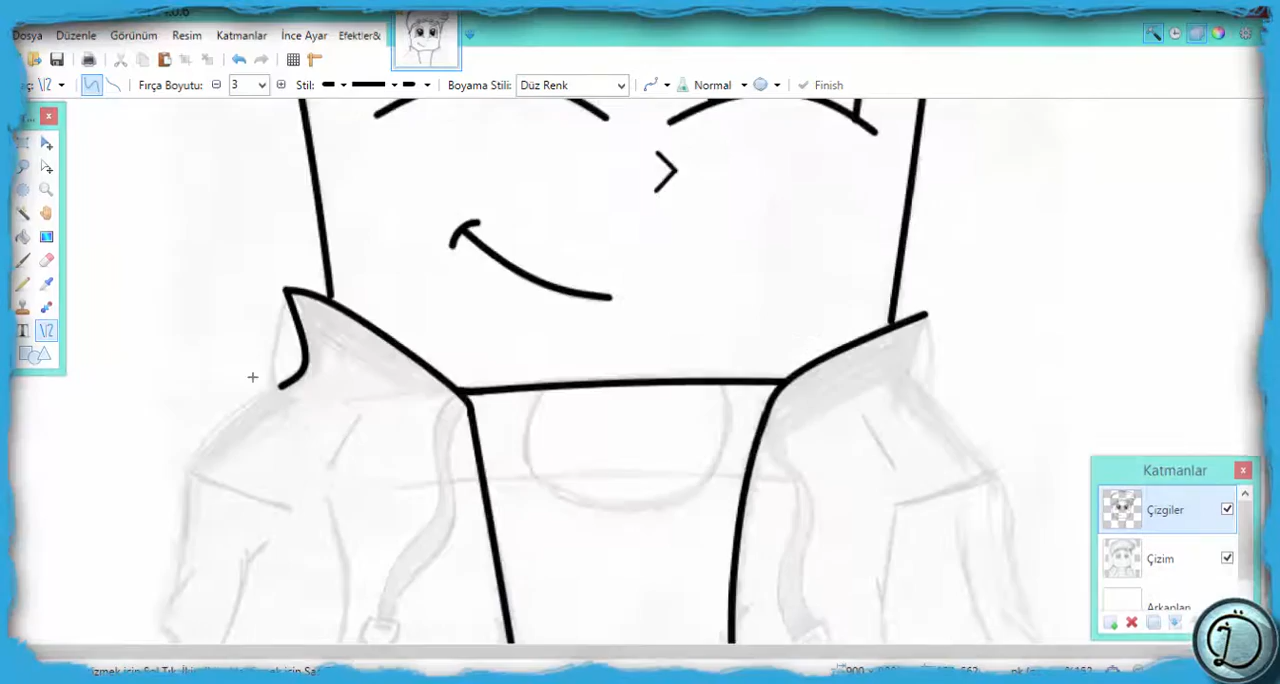 Dosya Düzenle Görünüm Resim Katmanlar İnce Ayar Efektler&
Fırça Boyutu: 3 Stil: Boyama Stili: Düz Renk Normal Finish
T
Katmanlar
Çizgiler
Çizim
Arkaplan